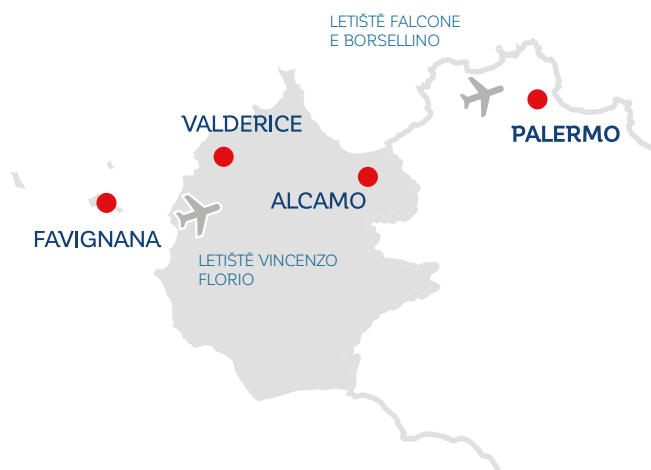 LETIŠTĚ FALCONE
E BORSELLINO
PALERMO
VALDERICE
ALCAMO
FAVIGNANA
LETIŠTĚ VINCENZO
FLORIO